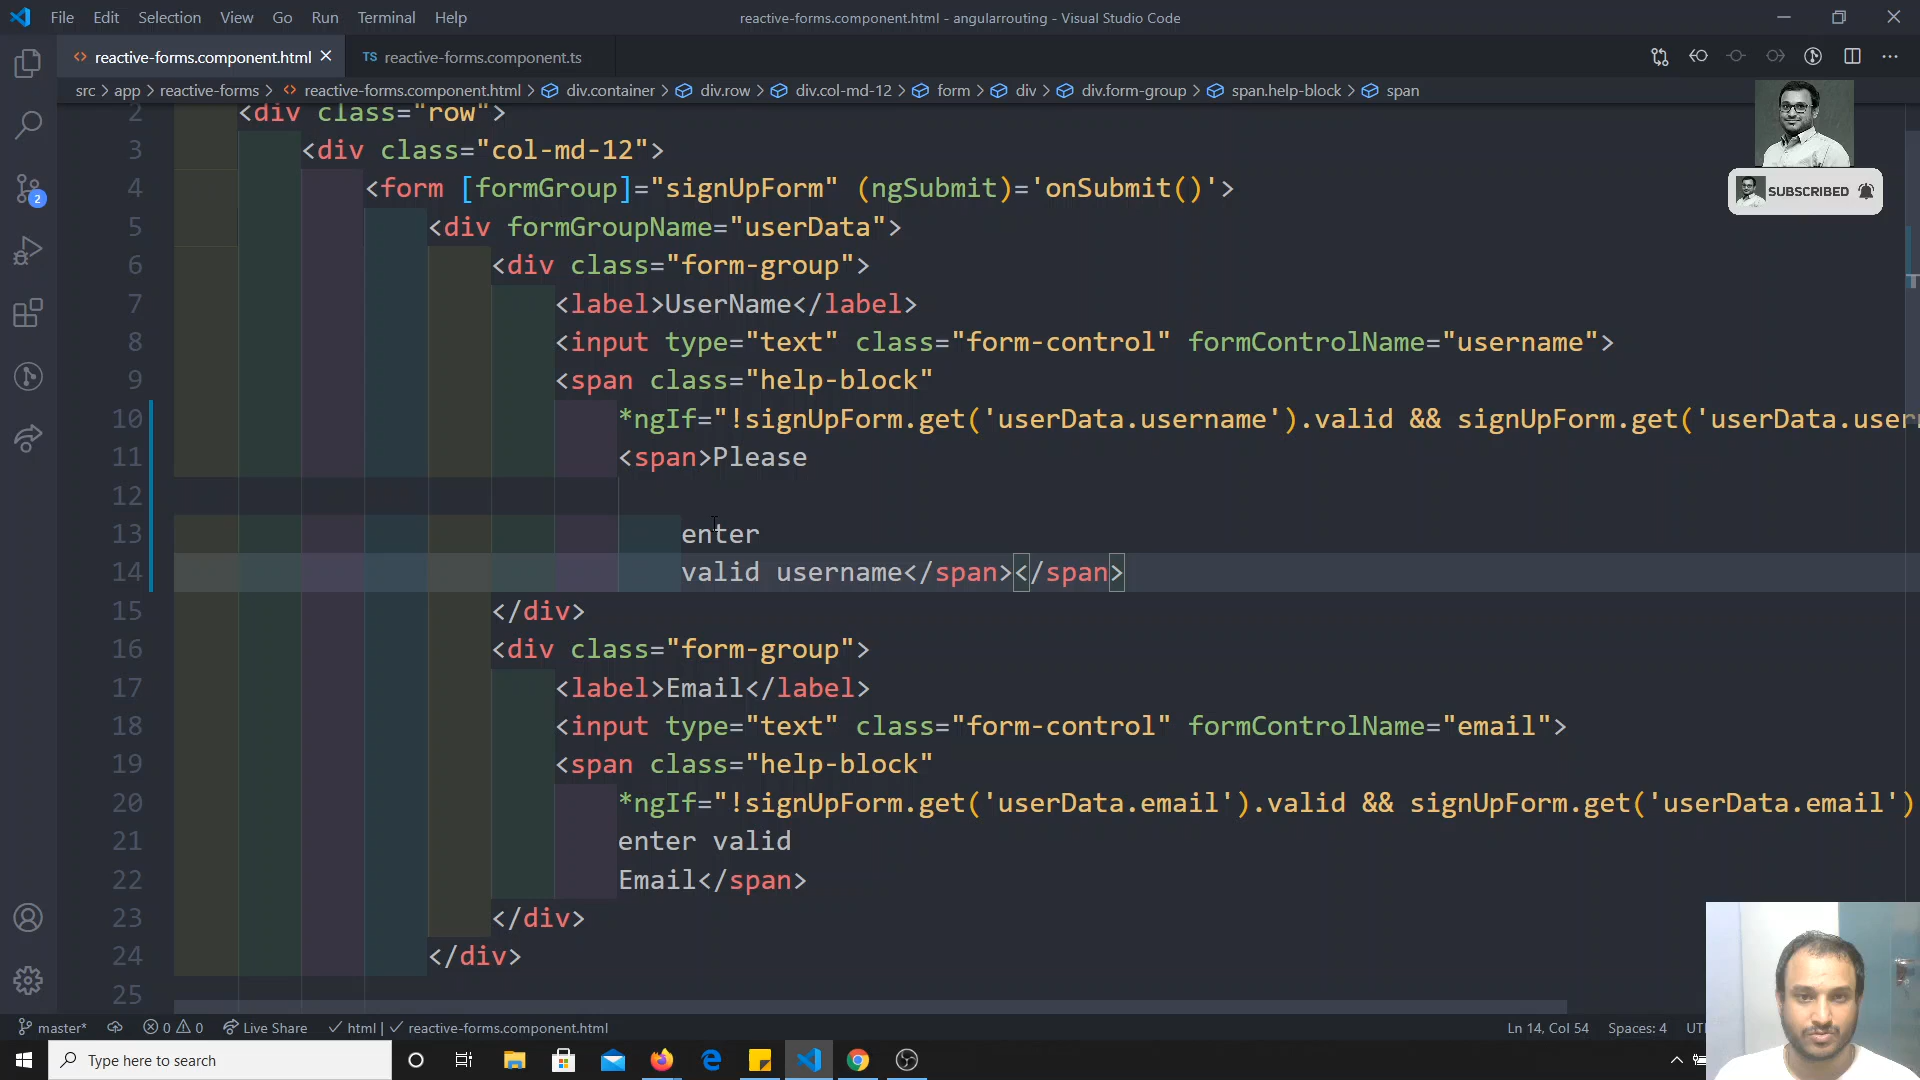 File Edit Selection View Go Run Terminal Help
reactive-forms.component.html - angularrouting - Visual Studio Code
reactive-forms.component.html
TS reactive-forms.component.ts
src > app > reactive-forms > reactive-forms.component.html > div.container > div.row > div.col-md-12 > form > div > div.form-group > span.help-block > span
2 <div class="row">
3 <div class="col-md-12">
SUBSCRIBED
4 <form [formGroup]="signUpForm" (ngSubmit)='onSubmit()'>
5 <div formGroupName="userData">
6 <div class="form-group">
7 <label>UserName</label>
8 <input type="text" class="form-control" formControlName="username">
9 <span class="help-block"
10 *ngIf="!signUpForm.get('userData.username').valid && signUpForm.get('userData.user
11 <span>Please
12
13 enter
14 valid username</span></span>
15 </div>
16 <div class="form-group">
17 <label>Email</label>
18 <input type="text" class="form-control" formControlName="email">
19 <span class="help-block"
20 *ngIf="!signUpForm.get('userData.email').valid && signUpForm.get('userData.email')
21 enter valid
22 Email</span>
23 </div>
24 </div>
25
2
master* 0 0 Live Share html | reactive-forms.component.html
Ln 14, Col 54 Spaces: 4 UT
Type here to search